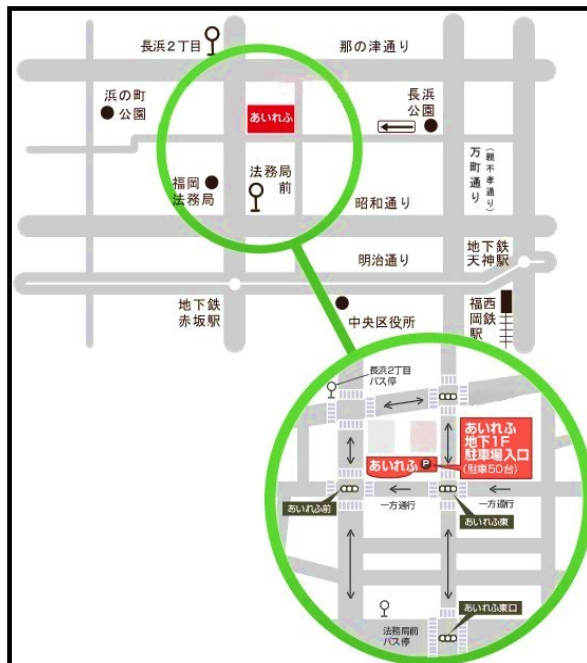 長浜2丁目
那の津通り
浜の町
公園
あいれふ
長浜
公園
福岡
法務局
法務局
前
昭和通り
万町通り
（親不孝通り）
明治通り
地下鉄
天神駅
地下鉄
赤坂駅
中央区役所
西鉄
福岡駅
長浜2丁目
バス停
あいれふ
地下1F
駐車場入口
(駐車50台)
あいれふ P
あいれふ前
一方通行
一方通行
あいれふ東
あいれふ東口
法務局前
バス停